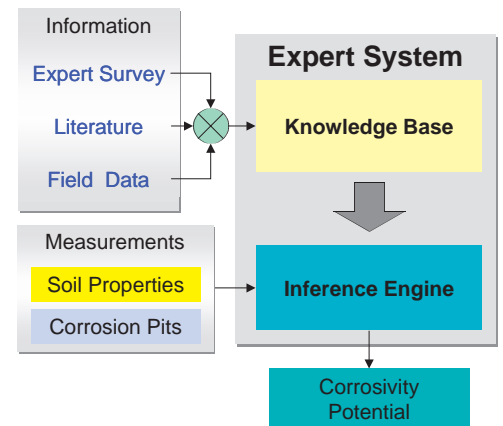 Information
Expert Survey
Literature
Field Data
Expert System
Knowledge Base
Measurements
Soil Properties
Corrosion Pits
Inference Engine
Corrosivity
Potential